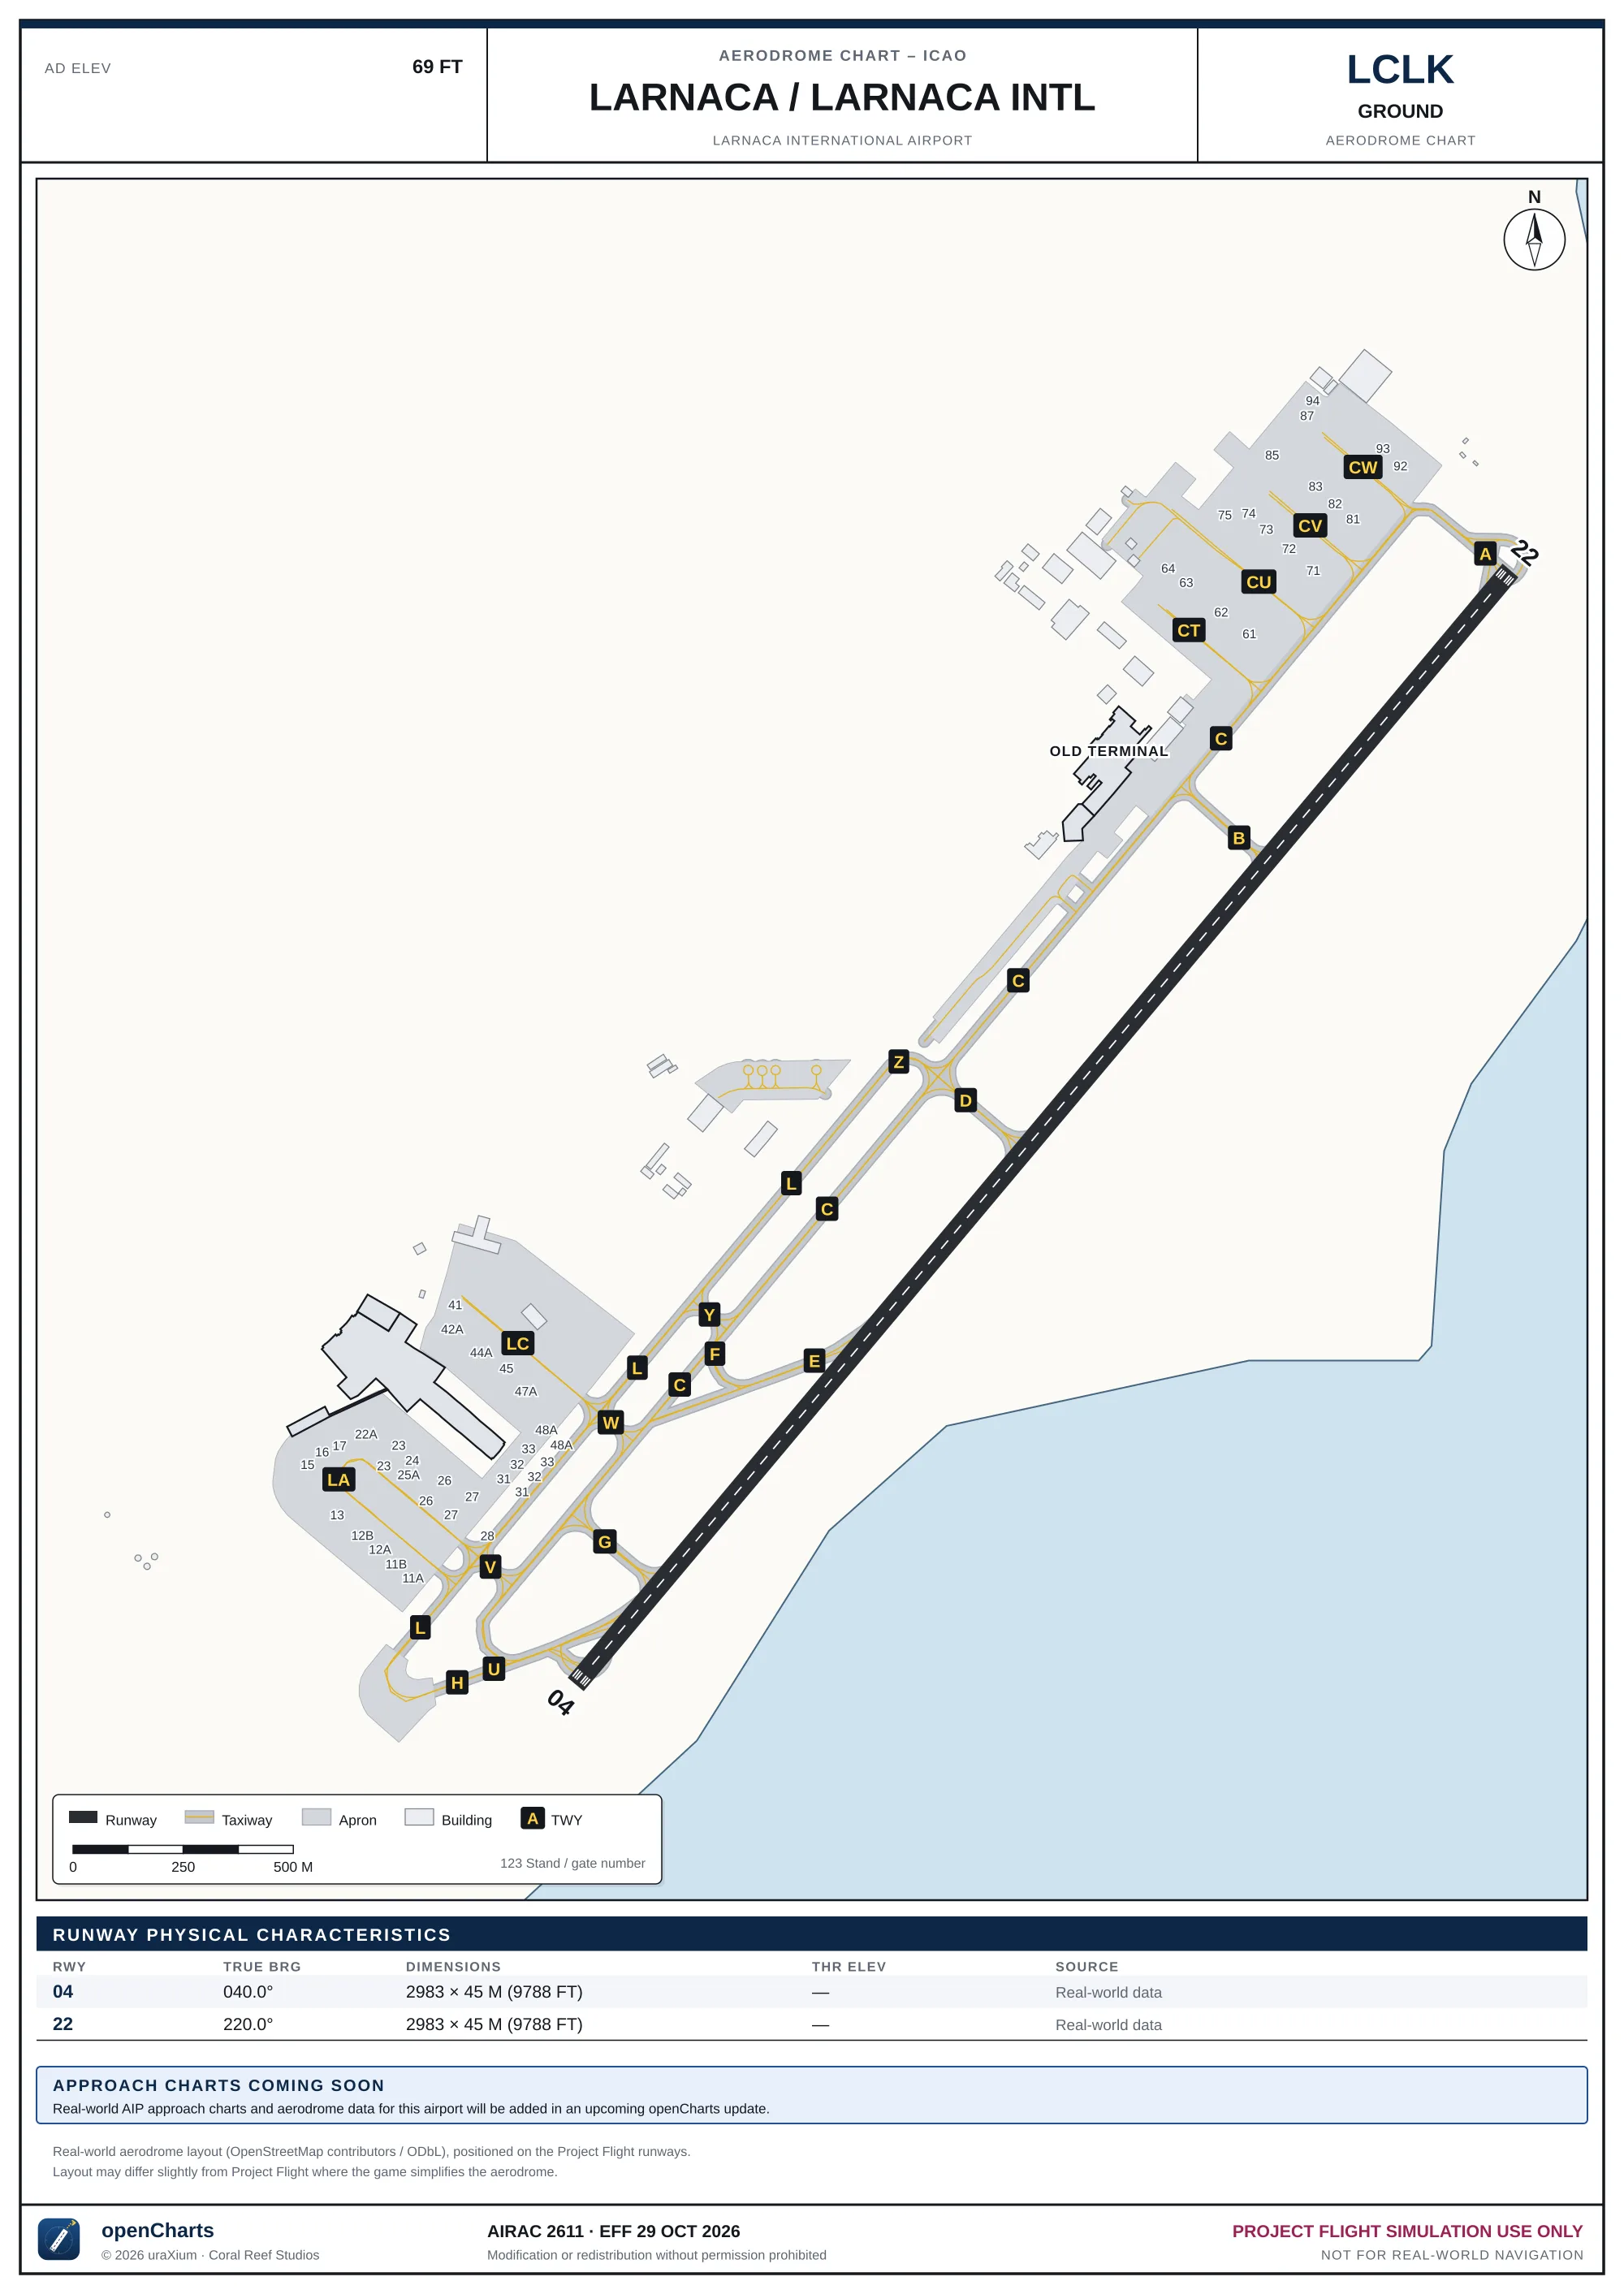 AD ELEV
69 FT
AERODROME CHART – ICAO
LARNACA / LARNACA INTL
LARNACA INTERNATIONAL AIRPORT
LCLK
GROUND
AERODROME CHART
N
94
87
93
92
85
CW
83
82
81
75
74
73
CV
72
71
A
22
64
63
CU
62
61
CT
C
OLD TERMINAL
B
C
Z
D
L
C
41
42A
LC
44A
45
47A
Y
F
E
L
C
W
48A
48A
33
33
32
32
31
31
22A
23
17
16
15
23
24
25A
26
26
27
27
28
LA
13
12B
12A
11B
11A
G
V
L
U
H
04
Runway
Taxiway
Apron
Building
A
TWY
0
250
500 M
123 Stand / gate number
RUNWAY PHYSICAL CHARACTERISTICS
RWY TRUE BRG DIMENSIONS THR ELEV SOURCE
04 040.0° 2983 × 45 M (9788 FT) — Real-world data
22 220.0° 2983 × 45 M (9788 FT) — Real-world data
APPROACH CHARTS COMING SOON
Real-world AIP approach charts and aerodrome data for this airport will be added in an upcoming openCharts update.
Real-world aerodrome layout (OpenStreetMap contributors / ODbL), positioned on the Project Flight runways.
Layout may differ slightly from Project Flight where the game simplifies the aerodrome.
openCharts
© 2026 uraXium · Coral Reef Studios
AIRAC 2611 · EFF 29 OCT 2026
Modification or redistribution without permission prohibited
PROJECT FLIGHT SIMULATION USE ONLY
NOT FOR REAL-WORLD NAVIGATION